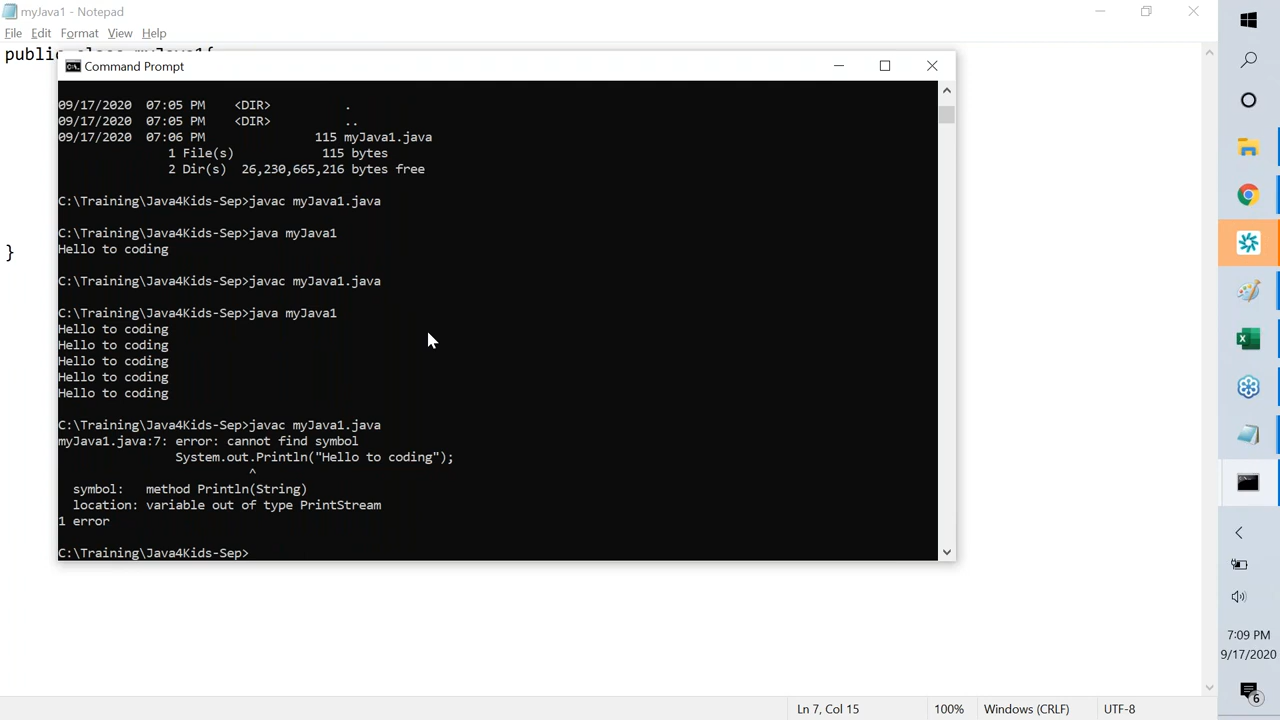 myJava1 - Notepad
File Edit Format View Help
Command Prompt
09/17/2020  07:05 PM    <DIR>          .
09/17/2020  07:05 PM    <DIR>          ..
09/17/2020  07:06 PM               115 myJava1.java
1 File(s)            115 bytes
2 Dir(s)  26,230,665,216 bytes free
C:\Training\Java4Kids-Sep>javac myJava1.java
C:\Training\Java4Kids-Sep>java myJava1
Hello to coding
}
C:\Training\Java4Kids-Sep>javac myJava1.java
C:\Training\Java4Kids-Sep>java myJava1
Hello to coding
Hello to coding
Hello to coding
Hello to coding
Hello to coding
C:\Training\Java4Kids-Sep>javac myJava1.java
myJava1.java:7: error: cannot find symbol
System.out.Println("Hello to coding");
^
symbol:   method Println(String)
location: variable out of type PrintStream
1 error
C:\Training\Java4Kids-Sep>
7:09 PM
9/17/2020
6
Ln 7, Col 15
100%
Windows (CRLF)
UTF-8